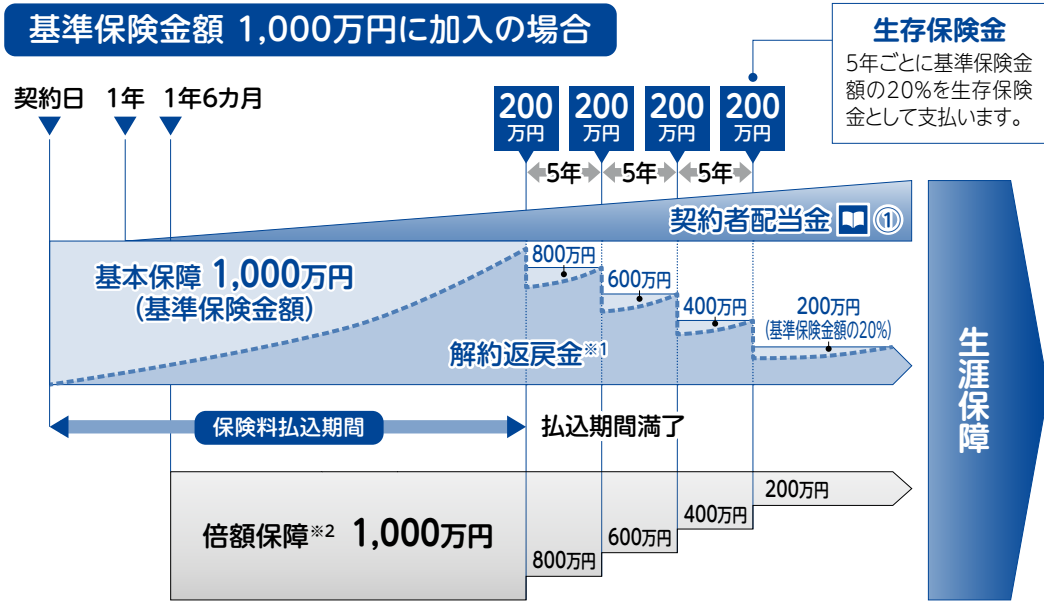 基準保険金額 1,000万円に加入の場合
生存保険金
5年ごとに基準保険金
額の20%を生存保険
金として支払います。
契約日 1年 1年6カ月
200
万円
200
万円
200
万円
200
万円
5年
5年
5年
契約者配当金 ①
基本保障 1,000万円
(基準保険金額)
800万円
600万円
400万円
200万円
(基準保険金額の20%)
解約返戻金※1
保険料払込期間
払込期間満了
倍額保障※2 1,000万円
800万円
600万円
400万円
200万円
生涯保障